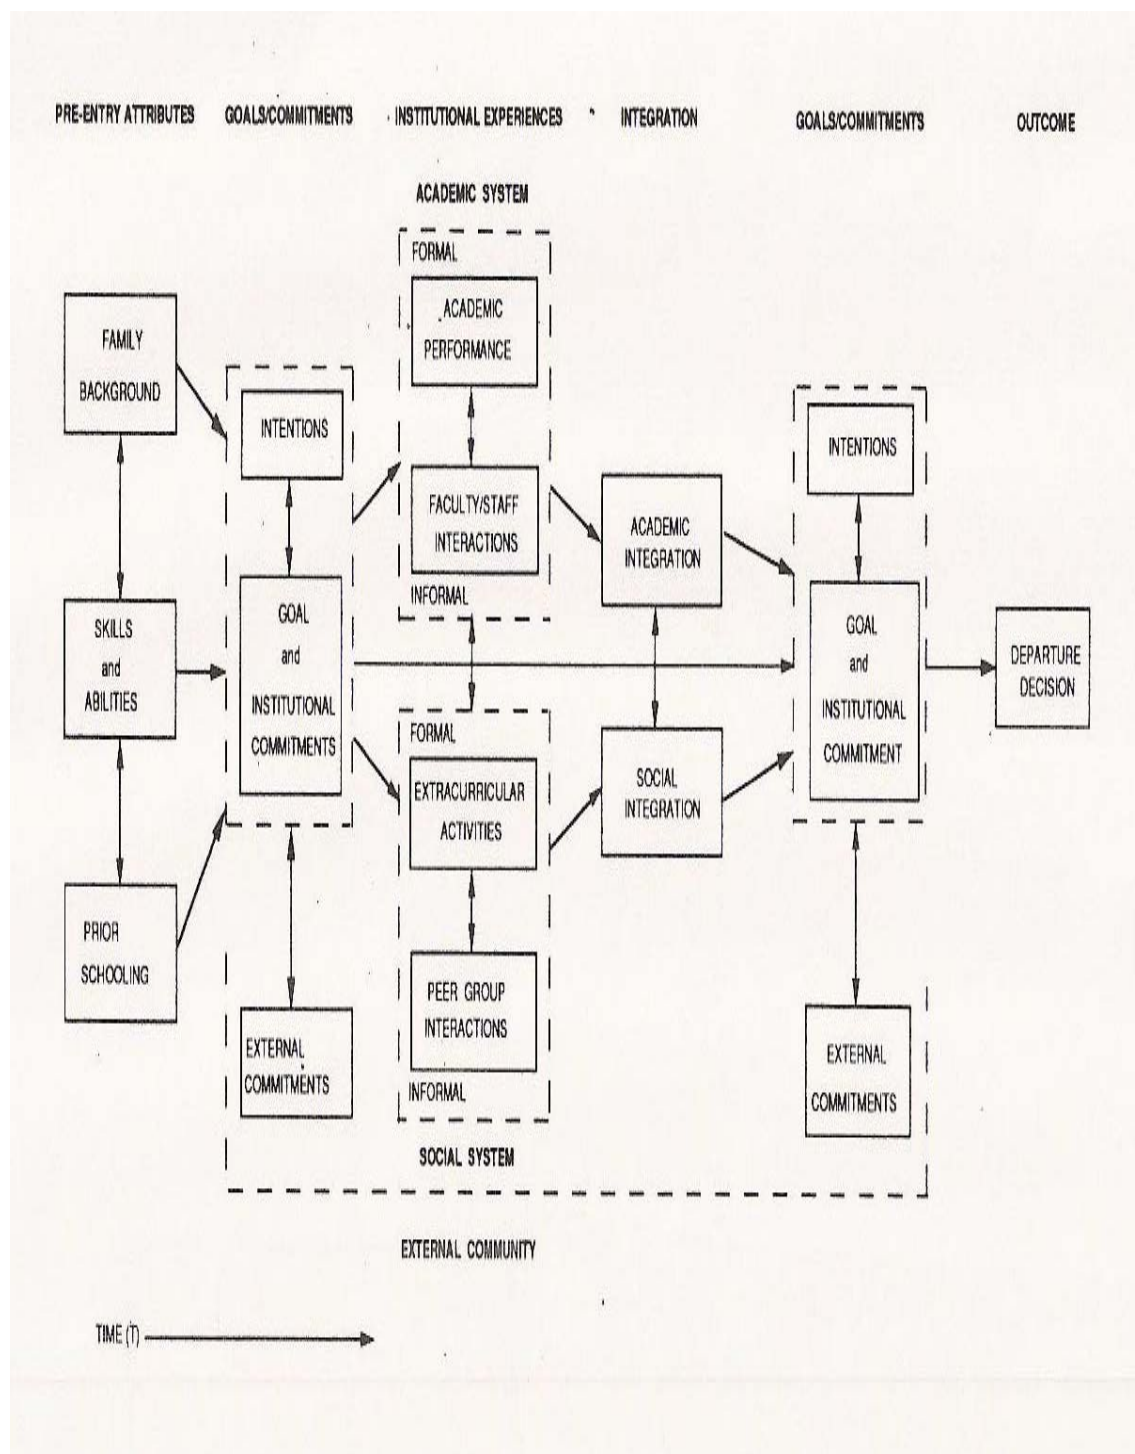 PRE-ENTRY ATTRIBUTES
GOALS/COMMITMENTS
INSTITUTIONAL EXPERIENCES
INTEGRATION
GOALS/COMMITMENTS
OUTCOME
FAMILY
BACKGROUND
SKILLS
and
ABILITIES
PRIOR
SCHOOLING
INTENTIONS
GOAL
and
INSTITUTIONAL
COMMITMENTS
EXTERNAL
COMMITMENTS
ACADEMIC SYSTEM
FORMAL
ACADEMIC
PERFORMANCE
FACULTY/STAFF
INTERACTIONS
INFORMAL
FORMAL
EXTRACURRICULAR
ACTIVITIES
PEER GROUP
INTERACTIONS
INFORMAL
SOCIAL SYSTEM
ACADEMIC
INTEGRATION
SOCIAL
INTEGRATION
INTENTIONS
GOAL
and
INSTITUTIONAL
COMMITMENT
EXTERNAL
COMMITMENTS
DEPARTURE
DECISION
EXTERNAL COMMUNITY
TIME (T)